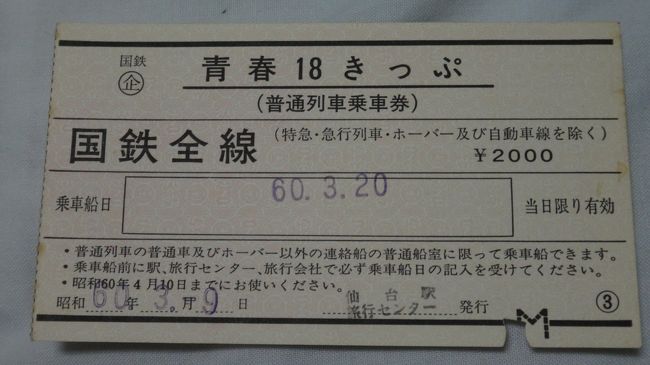 国鉄
企
青春18きっぷ
(普通列車乗車券)
国鉄全線(特急・急行列車・ホーバー及び自動車線を除く)
¥2000
乗車船日 60.3.20 当日限り有効
・普通列車の普通車及びホーバー以外の連絡船の普通船室に限って乗車船できます。
・乗車船前に駅、旅行センター、旅行会社で必ず乗車船日の記入を受けてください。
・昭和60年4月10日までにお使いください。
昭和 60年 3.月 9日 仙台駅旅行センター 発行 ③